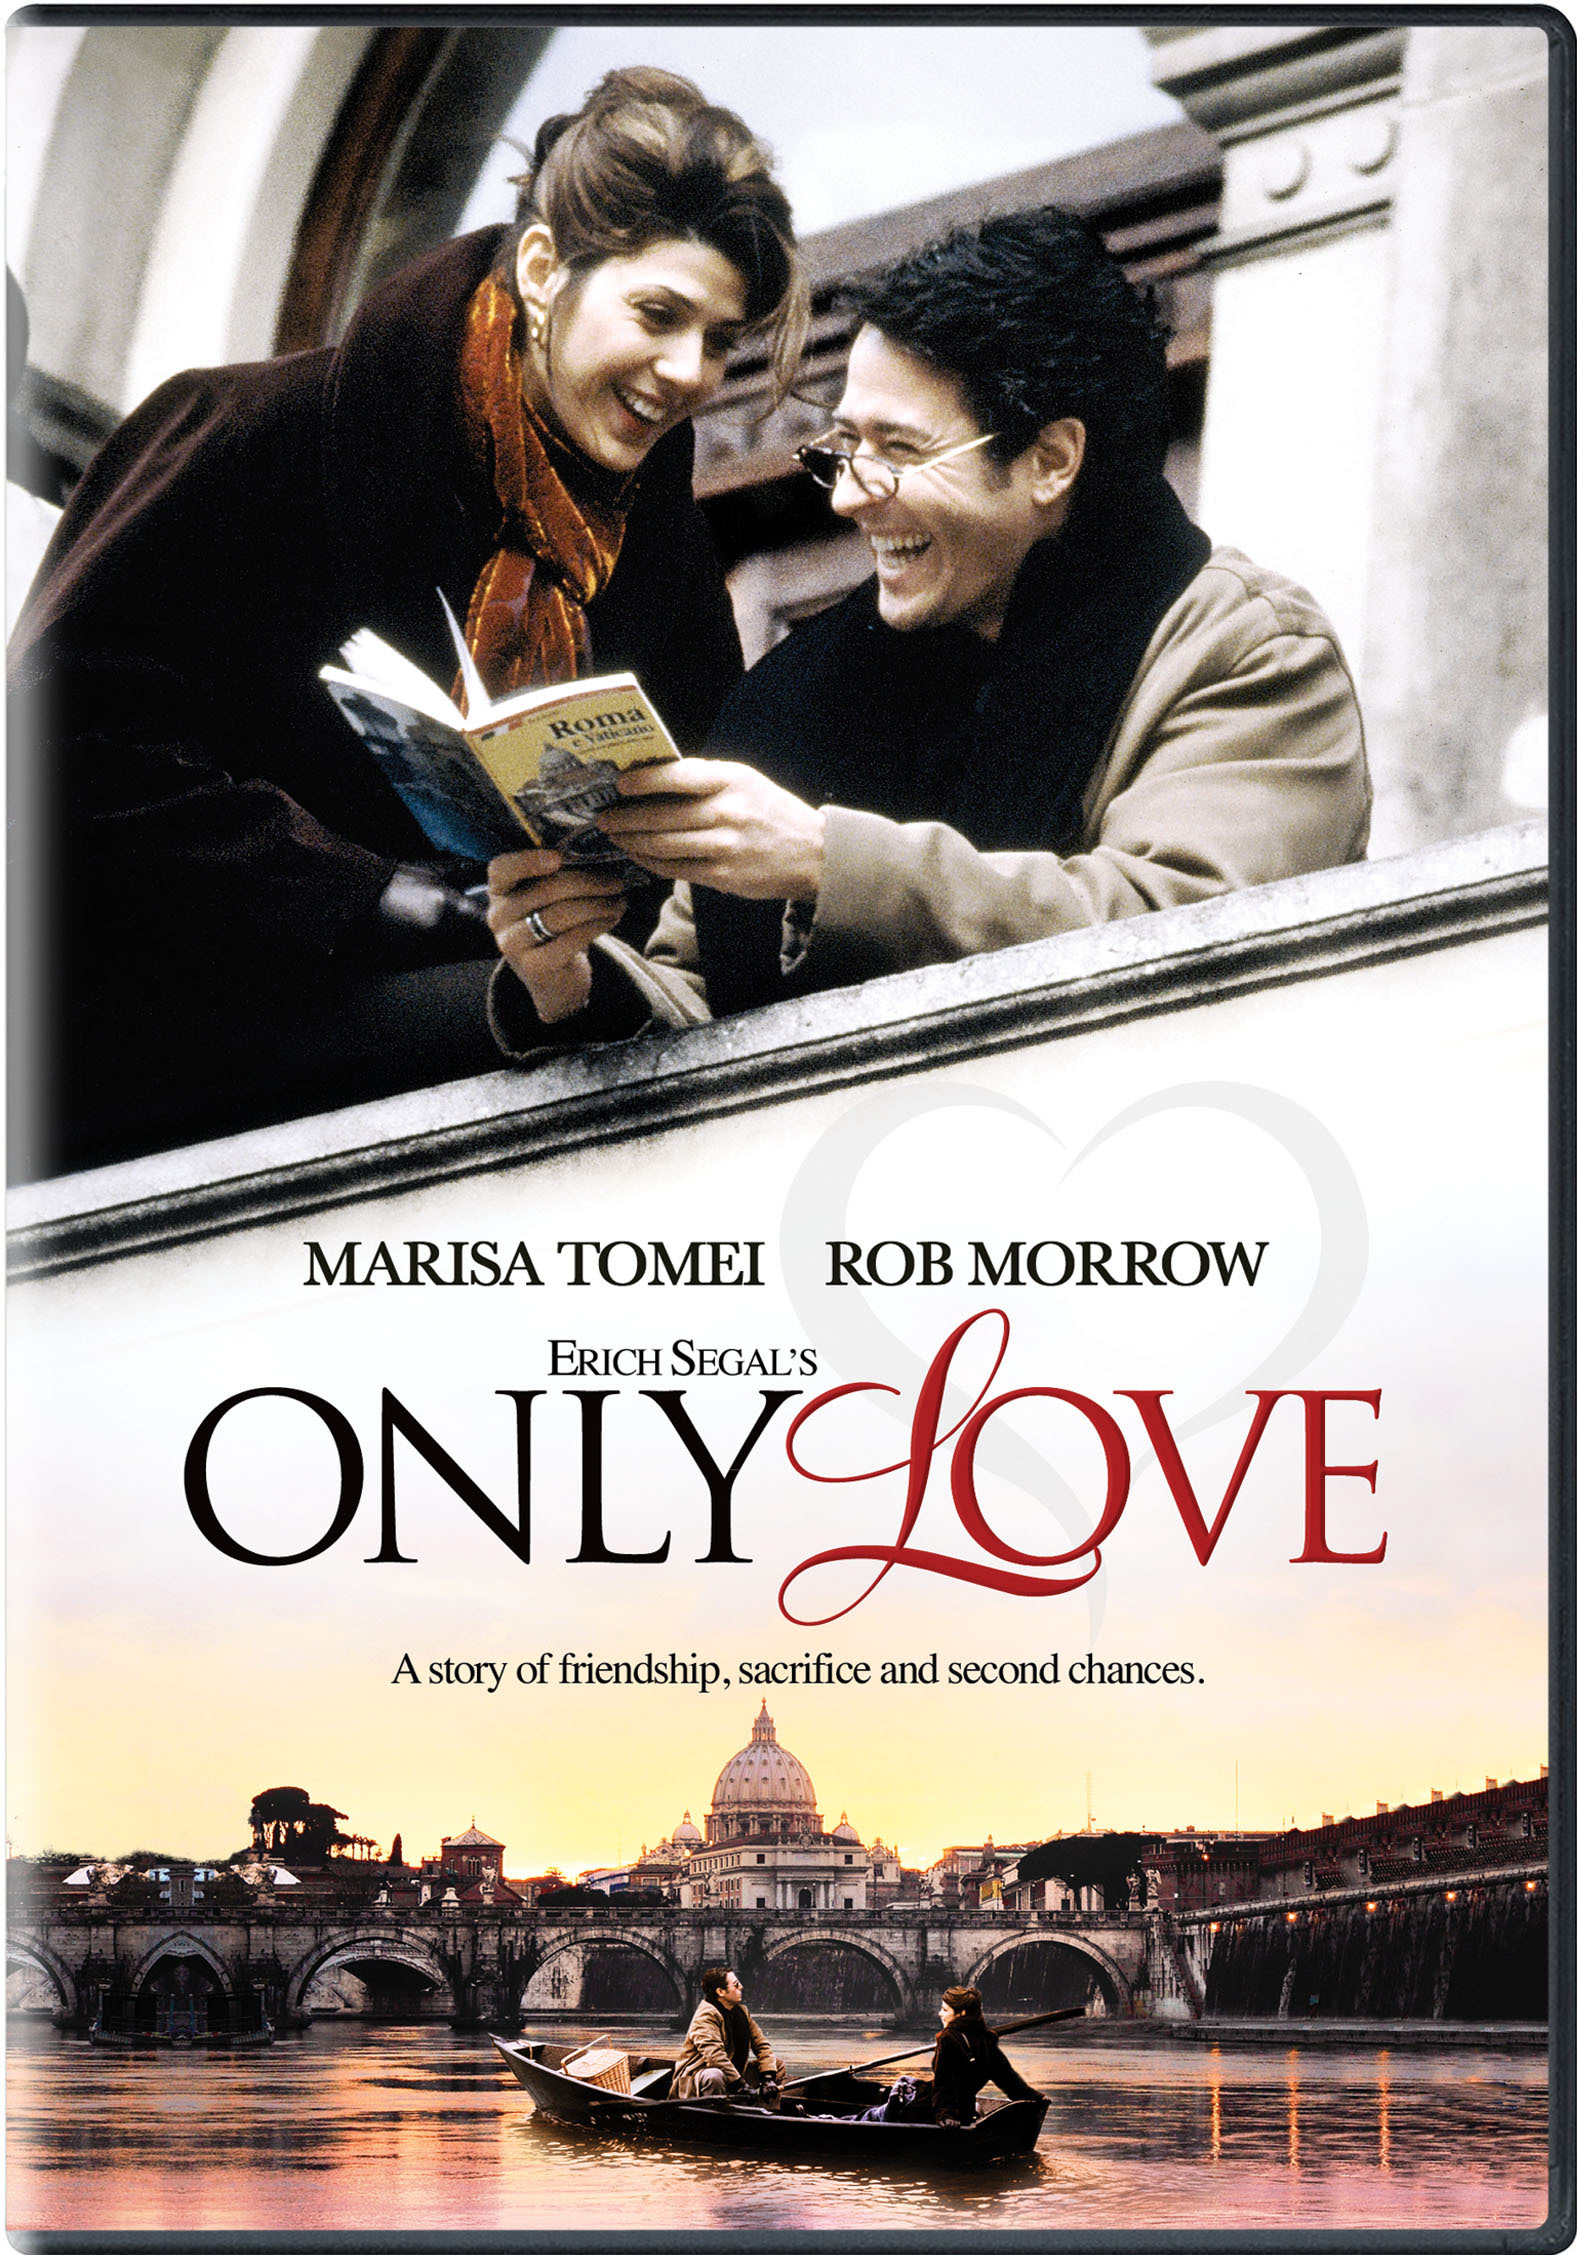 Roma
e Vaticano
MARISA TOMEI ROB MORROW
ERICH SEGAL'S
ONLY LOVE
A story of friendship, sacrifice and second chances.